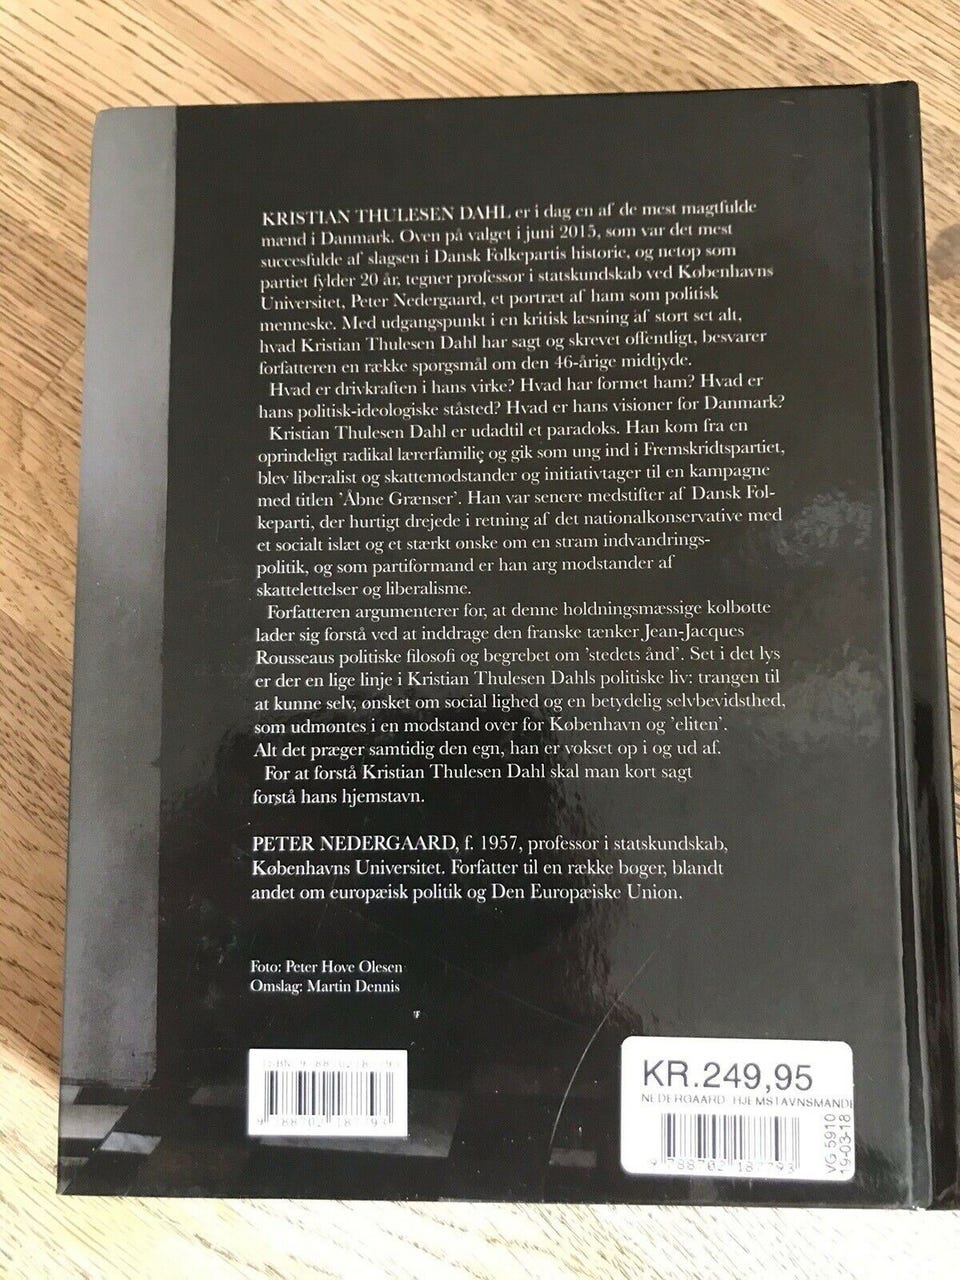 KRISTIAN THULESEN DAHL er i dag en af de mest magtfulde
mænd i Danmark. Oven på valget i juni 2015, som var det mest
succesfulde af slagsen i Dansk Folkepartis historie, og netop som
partiet fylder 20 år, tegner professor i statskundskab ved Københavns
Universitet, Peter Nedergaard, et portræt af ham som politisk
menneske. Med udgangspunkt i en kritisk læsning af stort set alt,
hvad Kristian Thulesen Dahl har sagt og skrevet offentligt, besvarer
forfatteren en række spørgsmål om den 46-årige midtjyde.
Hvad er drivkraften i hans virke? Hvad har formet ham? Hvad er
hans politisk-ideologiske ståsted? Hvad er hans visioner for Danmark?
Kristian Thulesen Dahl er udadtil et paradoks. Han kom fra en
oprindeligt radikal lærerfamilie og gik som ung ind i Fremskridtspartiet,
blev liberalist og skattemodstander og initiativtager til en kampagne
med titlen 'Åbne Grænser'. Han var senere medstifter af Dansk Fol-
keparti, der hurtigt drejede i retning af det nationalkonservative med
et socialt islæt og et stærkt ønske om en stram indvandrings-
politik, og som partiformand er han arg modstander af
skattelettelser og liberalisme.
Forfatteren argumenterer for, at denne holdningsmæssige kolbøtte
lader sig forstå ved at inddrage den franske tænker Jean-Jacques
Rousseaus politiske filosofi og begrebet om 'stedets ånd'. Set i det lys
er der en lige linje i Kristian Thulesen Dahls politiske liv: trangen til
at kunne selv, ønsket om social lighed og en betydelig selvbevidsthed,
som udmøntes i en modstand over for København og 'eliten'.
Alt det præger samtidig den egn, han er vokset op i og ud af.
For at forstå Kristian Thulesen Dahl skal man kort sagt
forstå hans hjemstavn.
PETER NEDERGAARD, f. 1957, professor i statskundskab,
Københavns Universitet. Forfatter til en række bøger, blandt
andet om europæisk politik og Den Europæiske Union.
Foto: Peter Hove Olesen
Omslag: Martin Dennis
9 788702 187793
KR.249,95
NEDERGAARD HJEMSTAVNSMANDE
9 788702 187793
VG 5910
19-03-18